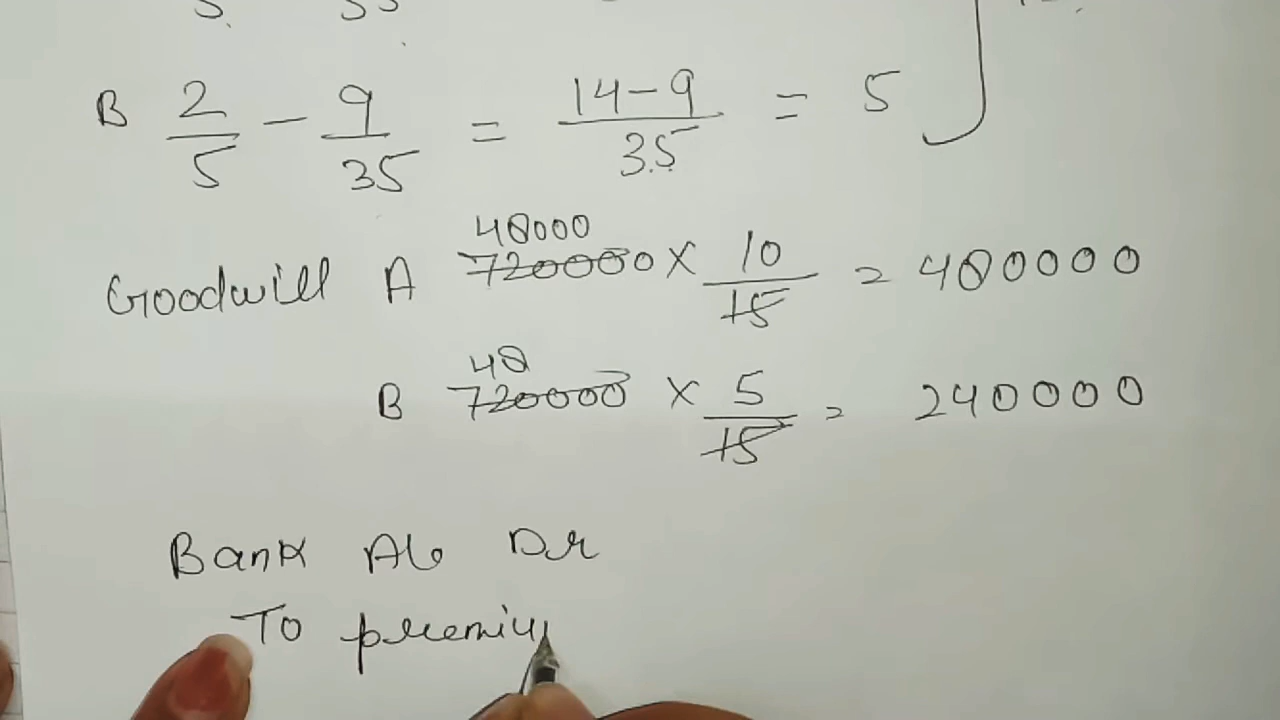 B 2/5 - 9/35 = 14-9/35 = 5
48000
Goodwill A 720000 X 10/15 = 480000
48
B 720000 X 5/15 = 240000
Bank A/c Dr
To premium